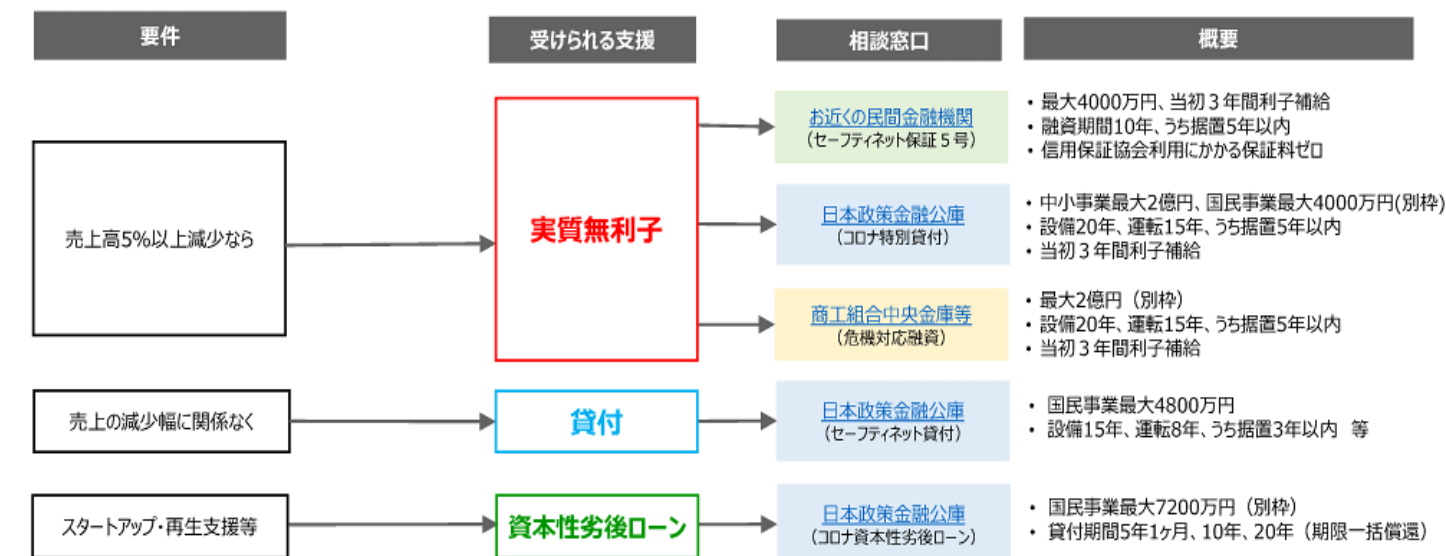 要件
受けられる支援
相談窓口
概要
売上高5%以上減少なら
実質無利子
お近くの民間金融機関
（セーフティネット保証５号）
・最大4000万円、当初３年間利子補給
・融資期間10年、うち据置5年以内
・信用保証協会利用にかかる保証料ゼロ
日本政策金融公庫
（コロナ特別貸付）
・中小事業最大2億円、国民事業最大4000万円(別枠)
・設備20年、運転15年、うち据置5年以内
・当初３年間利子補給
商工組合中央金庫等
（危機対応融資）
・最大2億円（別枠）
・設備20年、運転15年、うち据置5年以内
・当初３年間利子補給
売上の減少幅に関係なく
貸付
日本政策金融公庫
（セーフティネット貸付）
・国民事業最大4800万円
・設備15年、運転8年、うち据置3年以内　等
スタートアップ・再生支援等
資本性劣後ローン
日本政策金融公庫
（コロナ資本性劣後ローン）
・国民事業最大7200万円（別枠）
・貸付期間5年1ヶ月、10年、20年（期限一括償還）